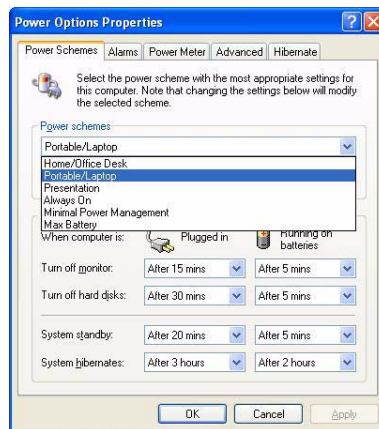 Power Options Properties
Power Schemes Alarms Power Meter Advanced Hibernate
Select the power scheme with the most appropriate settings for
this computer. Note that changing the settings below will modify
the selected scheme.
Power schemes
Portable/Laptop
Home/Office Desk
Portable/Laptop
Presentation
Always On
Minimal Power Management
Max Battery
When computer is: Plugged in Running on
batteries
Turn off monitor: After 15 mins After 5 mins
Turn off hard disks: After 30 mins After 5 mins
System standby: After 20 mins After 5 mins
System hibernates: After 3 hours After 2 hours
OK Cancel Apply